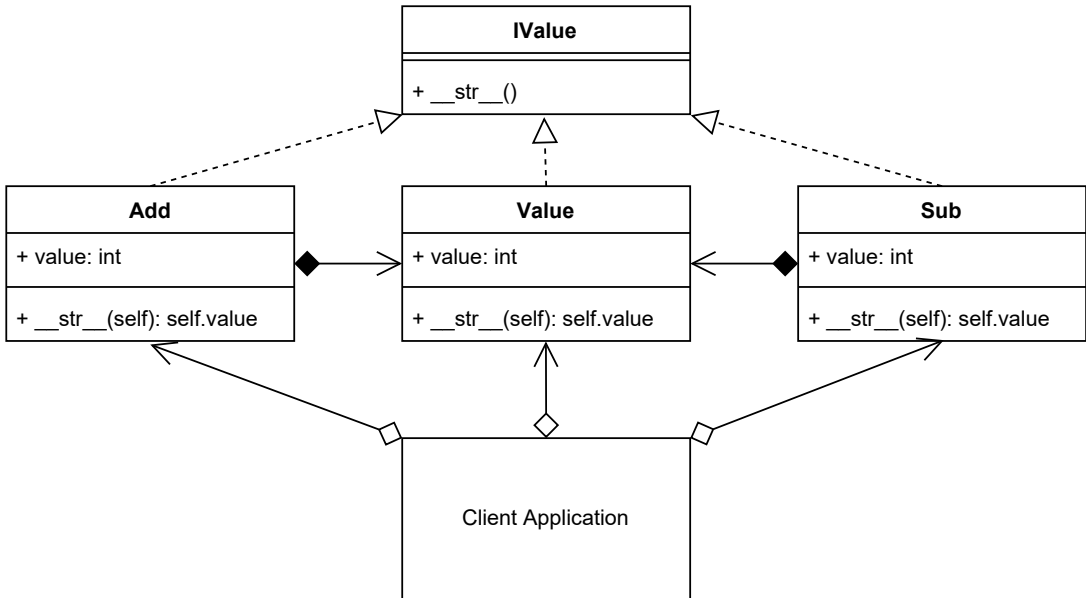 IValue
+ __str__()
Add
+ value: int
+ __str__(self): self.value
Value
+ value: int
+ __str__(self): self.value
Sub
+ value: int
+ __str__(self): self.value
Client Application